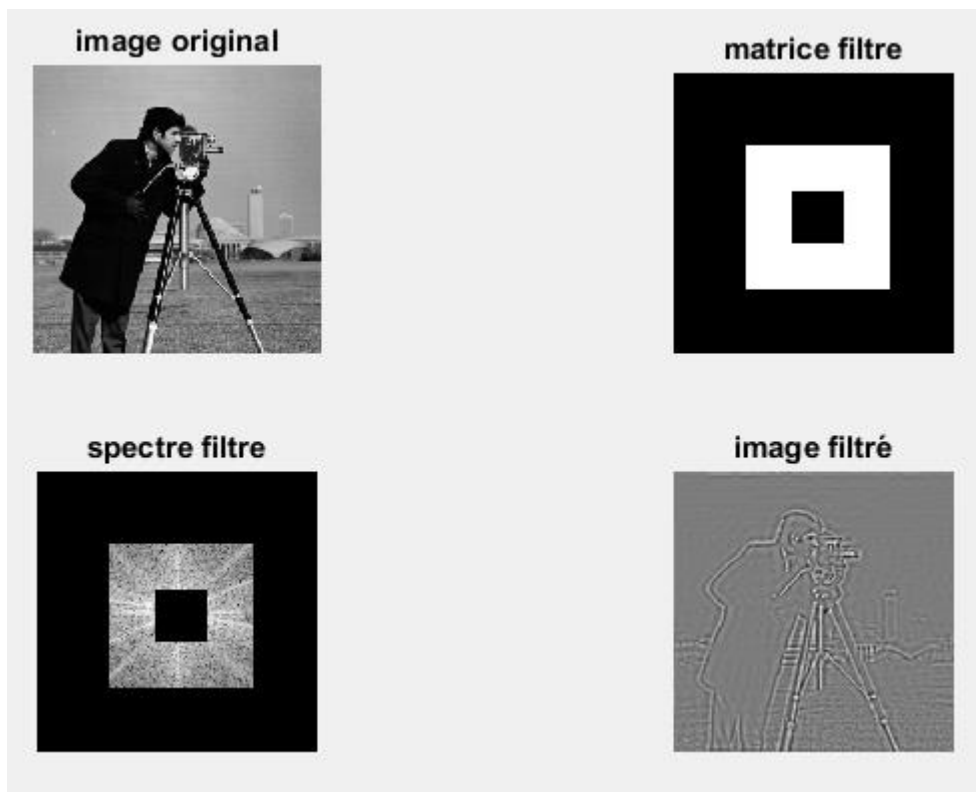 image original
matrice filtre
spectre filtre
image filtré